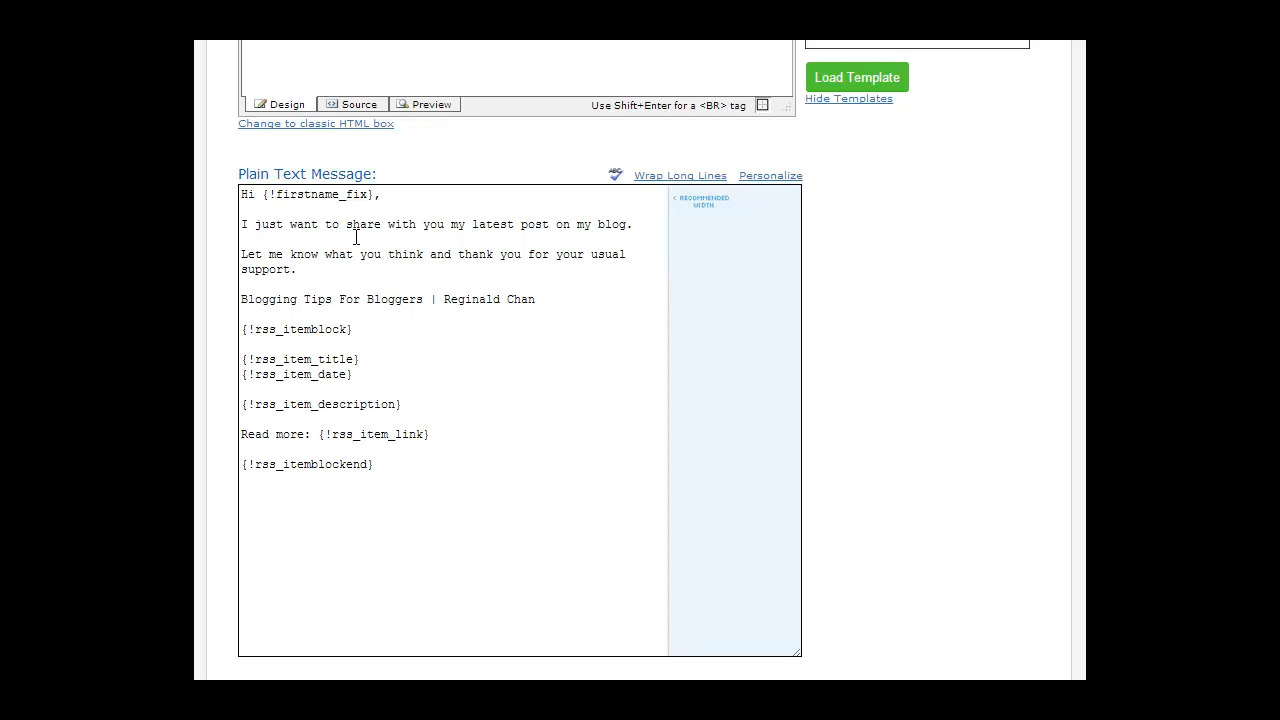 Load Template
Hide Templates
Design Source Preview Use Shift+Enter for a <BR> tag
Change to classic HTML box
Plain Text Message: ABC Wrap Long Lines Personalize
Hi {!firstname_fix},
< RECOMMENDED
WIDTH
I just want to share with you my latest post on my blog.
Let me know what you think and thank you for your usual
support.
Blogging Tips For Bloggers | Reginald Chan
{!rss_itemblock}
{!rss_item_title}
{!rss_item_date}
{!rss_item_description}
Read more: {!rss_item_link}
{!rss_itemblockend}